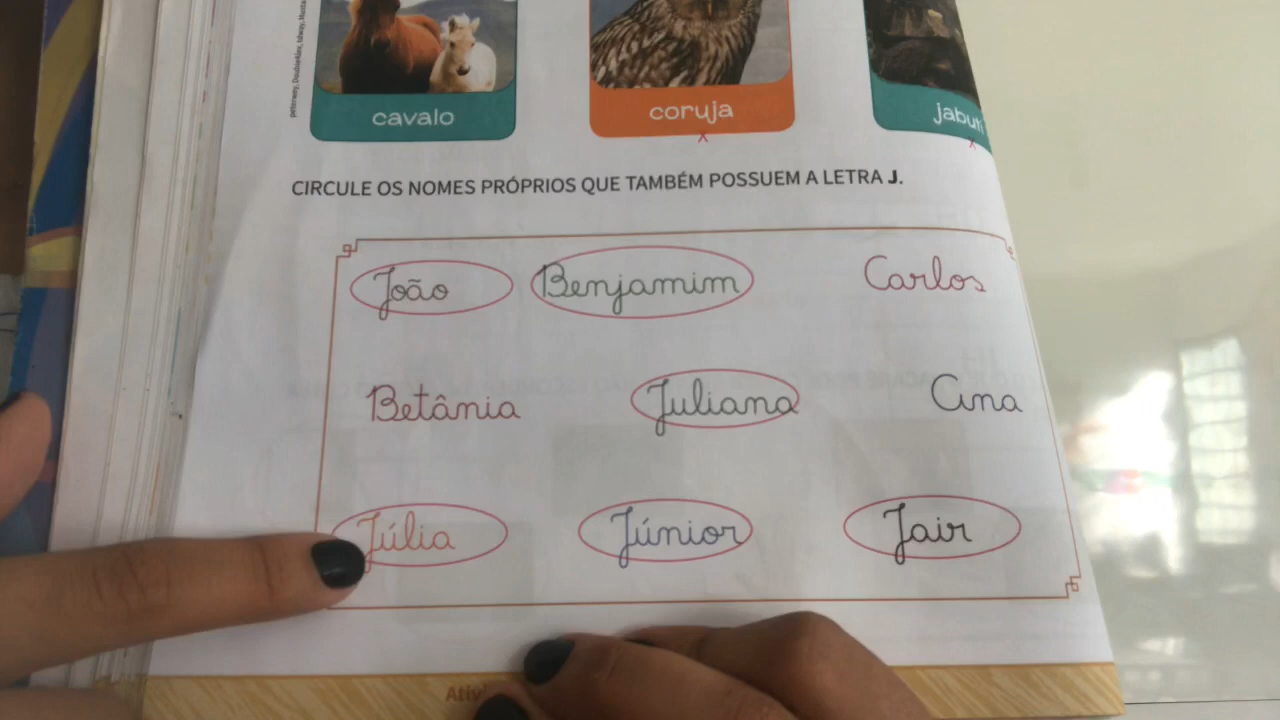 cavalo coruja jabuti
CIRCULE OS NOMES PRÓPRIOS QUE TAMBÉM POSSUEM A LETRA J.
João Benjamim Carlos
Betânia Juliana Ana
Júlia Júnior Jair